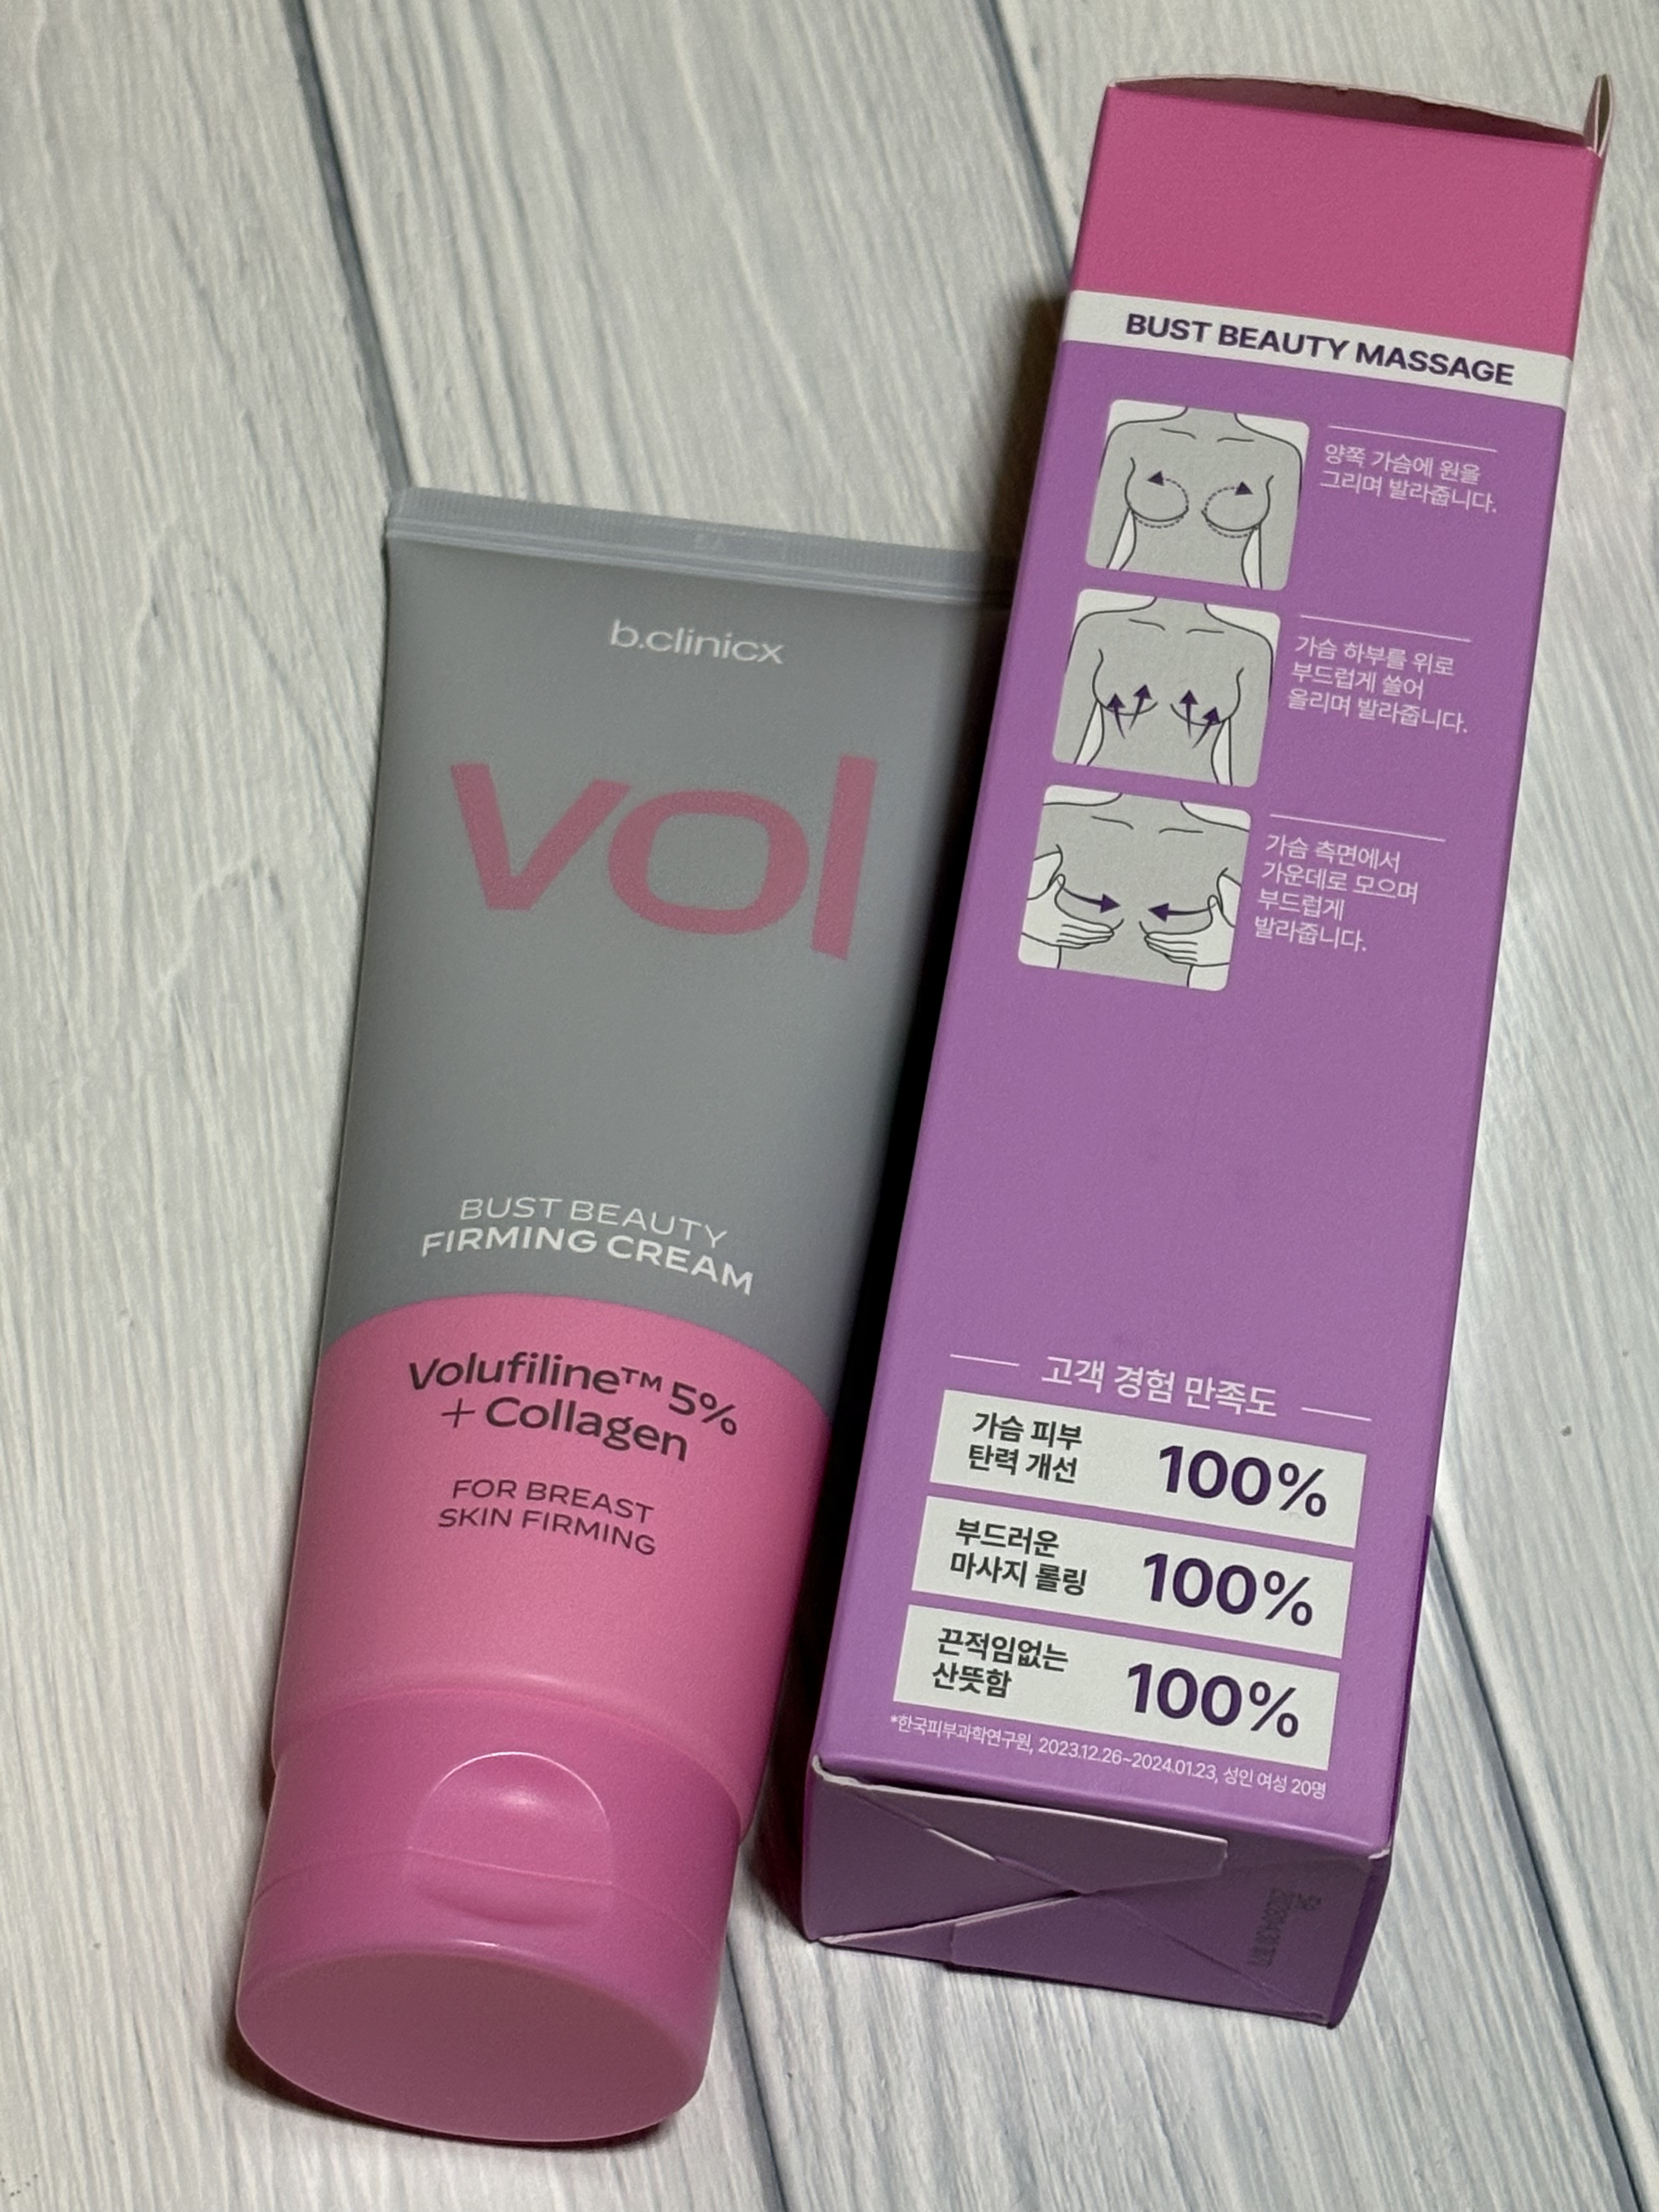 b.clinicx
vol
BUST BEAUTY
FIRMING CREAM
Volufiline™ 5%
+ Collagen
FOR BREAST
SKIN FIRMING
BUST BEAUTY MASSAGE
양쪽 가슴에 원을
그리며 발라줍니다.
가슴 하부를 위로
부드럽게 쓸어
올리며 발라줍니다.
가슴 측면에서
가운데로 모으며
부드럽게
발라줍니다.
고객 경험 만족도
가슴 피부
탄력 개선
100%
부드러운
마사지 롤링
100%
끈적임없는
산뜻함
100%
*한국피부과학연구원, 2023.12.26~2024.01.23, 성인 여성 20명